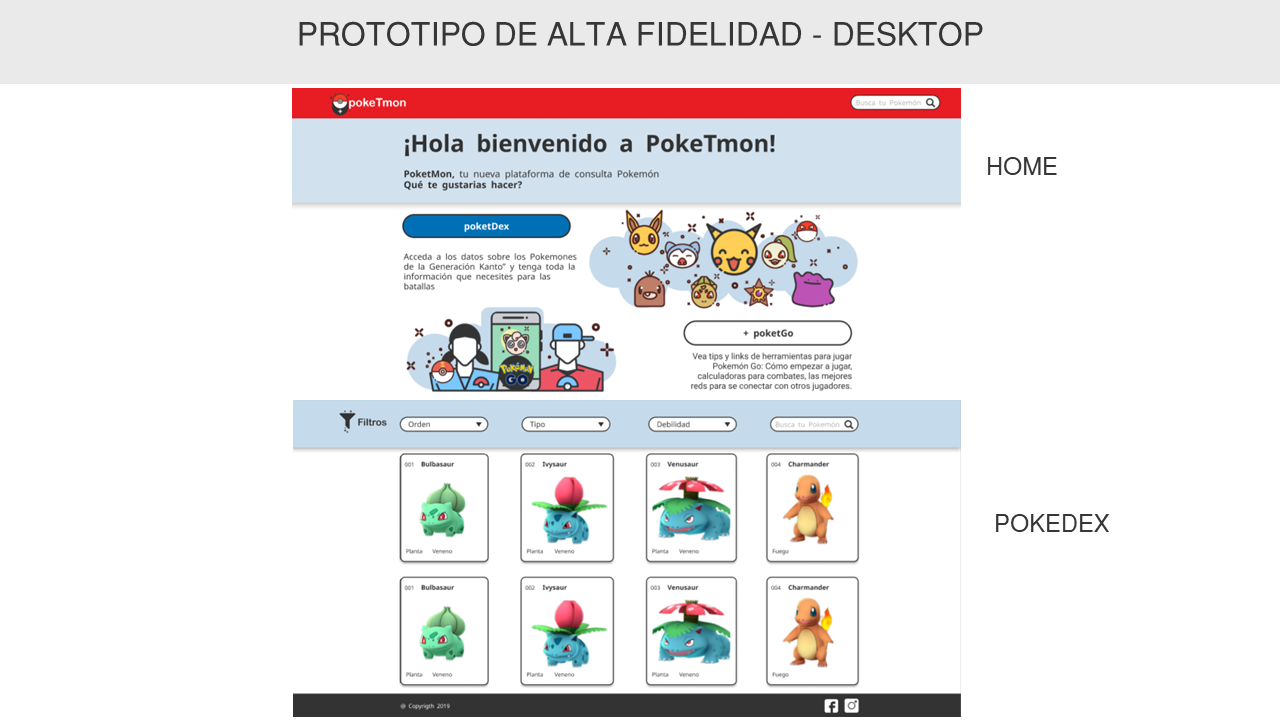 PROTOTIPO DE ALTA FIDELIDAD - DESKTOP
pokeTmon
Busca tu Pokemón
¡Hola bienvenido a PokeTmon!
PoketMon, tu nueva plataforma de consulta Pokemón
Qué te gustarias hacer?
HOME
poketDex
Acceda a los datos sobre los Pokemones
de la Generación Kanto” y tenga toda la
información que necesites para las
batallas
POKÉMON
GO
+ poketGo
Vea tips y links de herramientas para jugar
Pokemón Go: Cómo empezar a jugar,
calculadoras para combates, las mejores
reds para se conectar con otros jugadores.
Filtros
Orden
Tipo
Debilidad
Busca tu Pokemón
001 Bulbasaur
002 Ivysaur
003 Venusaur
004 Charmander
Planta Veneno
Planta Veneno
Planta Veneno
Fuego
POKEDEX
001 Bulbasaur
002 Ivysaur
003 Venusaur
004 Charmander
Planta Veneno
Planta Veneno
Planta Veneno
Fuego
@ Copyrigth 2019